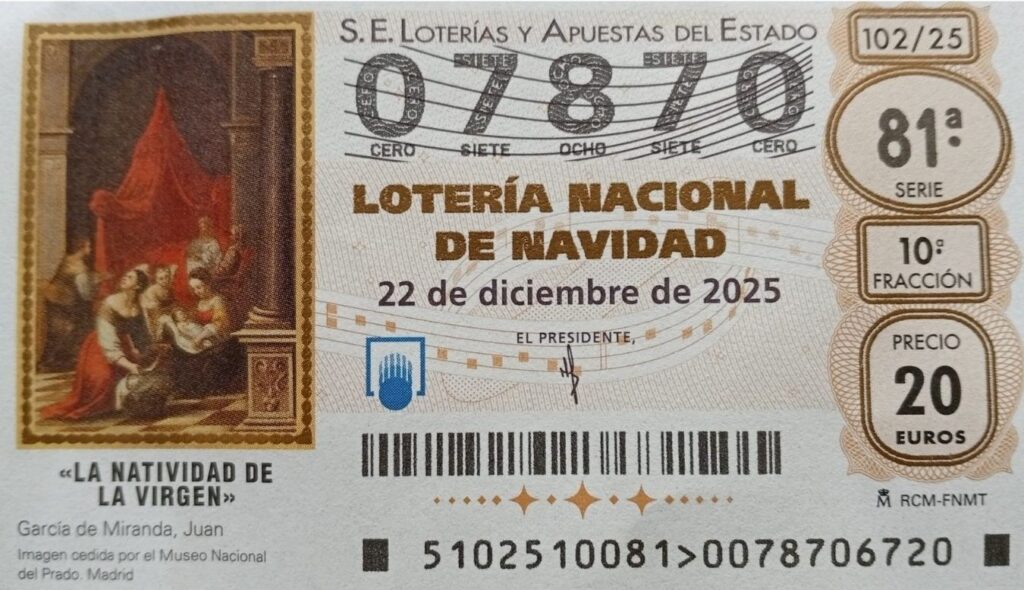 S.E. LOTERÍAS Y APUESTAS DEL ESTADO
07870
CERO SIETE OCHO SIETE CERO
LOTERÍA NACIONAL
DE NAVIDAD
22 de diciembre de 2025
EL PRESIDENTE,
102/25
81ª
SERIE
10ª
FRACCIÓN
PRECIO
20
EUROS
RCM-FNMT
«LA NATIVIDAD DE
LA VIRGEN»
García de Miranda, Juan
Imagen cedida por el Museo Nacional
del Prado. Madrid
5102510081>0078706720